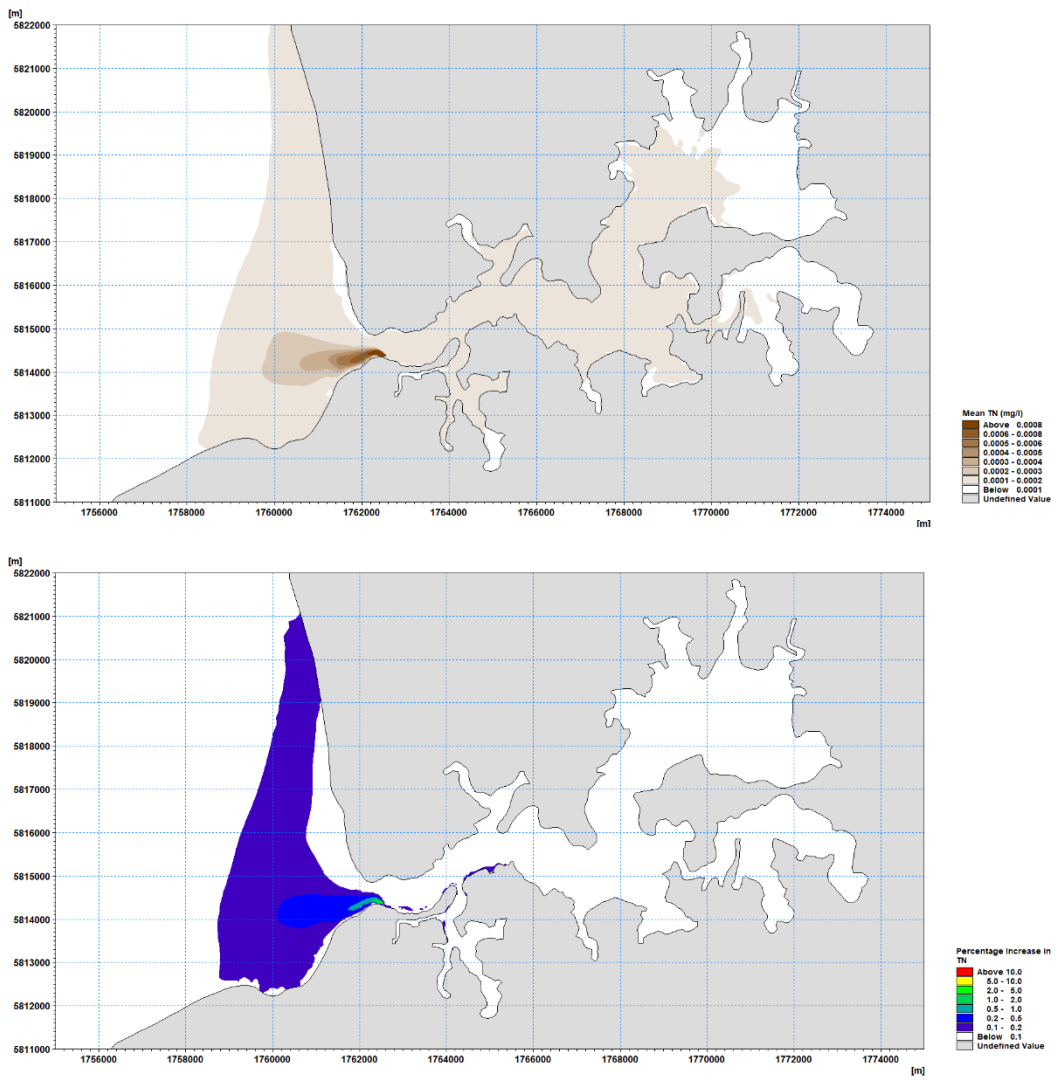 [m]
5822000
5821000
5820000
5819000
5818000
5817000
5816000
5815000
5814000
5813000
5812000
5811000
1756000 1758000 1760000 1762000 1764000 1766000 1768000 1770000 1772000 1774000
[m]
Mean TN (mg/l)
Above 0.0008
0.0006 - 0.0008
0.0005 - 0.0006
0.0004 - 0.0005
0.0003 - 0.0004
0.0002 - 0.0003
0.0001 - 0.0002
Below 0.0001
Undefined Value
[m]
5822000
5821000
5820000
5819000
5818000
5817000
5816000
5815000
5814000
5813000
5812000
5811000
1756000 1758000 1760000 1762000 1764000 1766000 1768000 1770000 1772000 1774000
[m]
Percentage Increase in
TN
Above 10.0
5.0 - 10.0
2.0 - 5.0
1.0 - 2.0
0.5 - 1.0
0.2 - 0.5
0.1 - 0.2
Below 0.1
Undefined Value